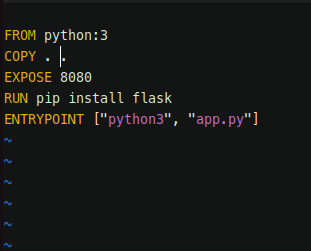 FROM python:3
COPY . .
EXPOSE 8080
RUN pip install flask
ENTRYPOINT ["python3", "app.py"]
~
~
~
~
~
~